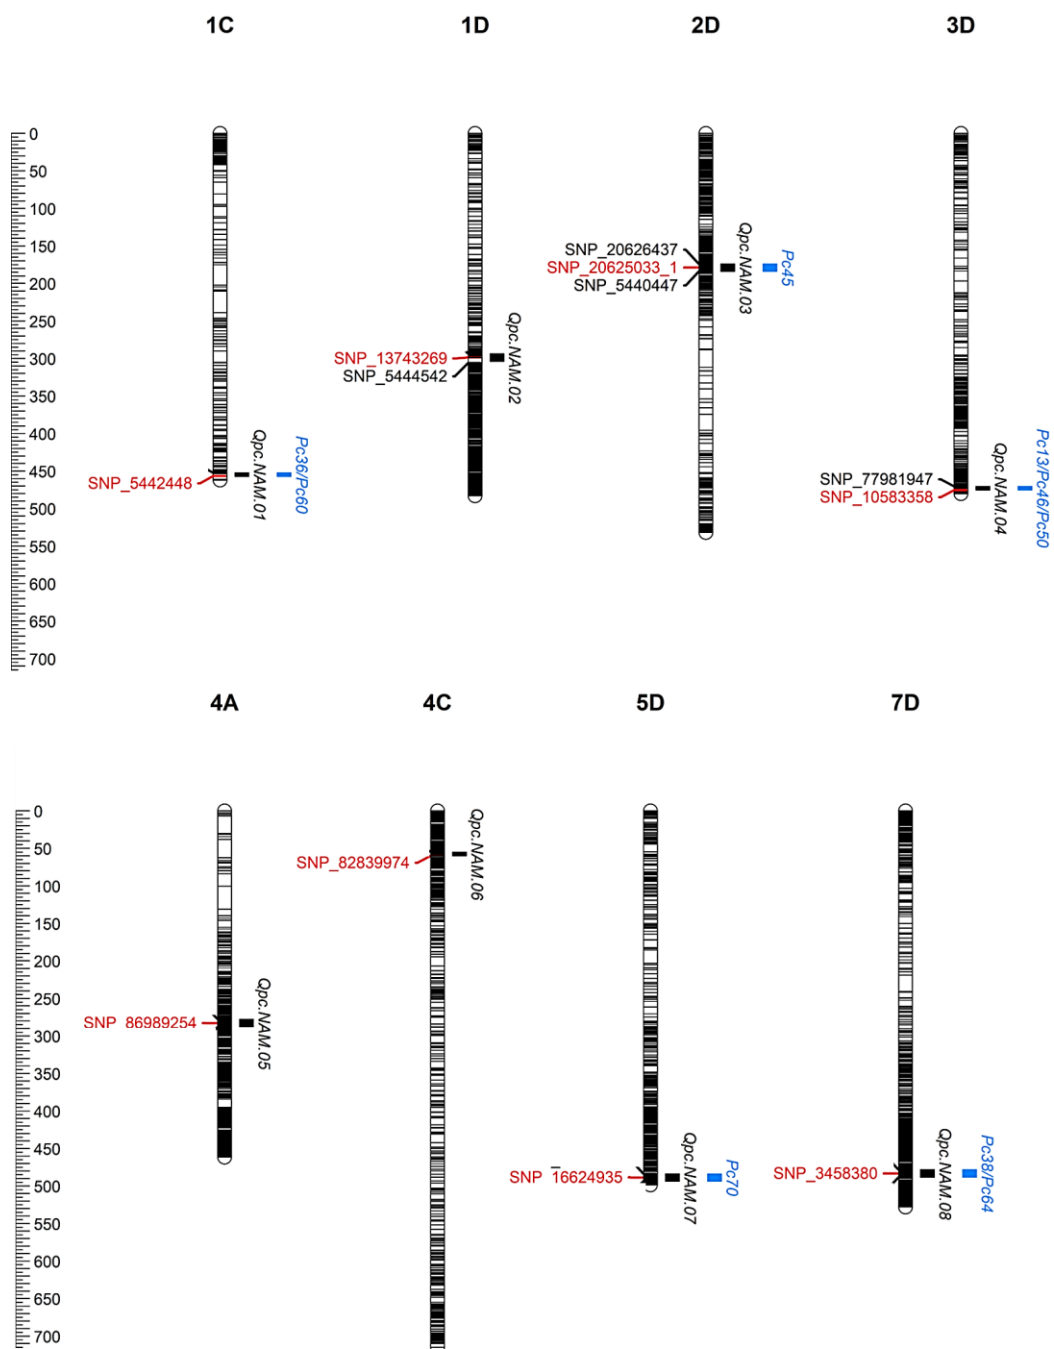 1C 1D 2D 3D
0
50
100
150
200
250
300
350
400
450
500
550
600
650
700
SNP_5442448
Qpc.NAM.01
Pc36/Pc60
SNP_13743269
SNP_5444542
Qpc.NAM.02
SNP_20626437
SNP_20625033_1
SNP_5440447
Qpc.NAM.03
Pc45
SNP_77981947
SNP_10583358
Qpc.NAM.04
Pc13/Pc46/Pc50
4A 4C 5D 7D
0
50
100
150
200
250
300
350
400
450
500
550
600
650
700
SNP_86989254
Qpc.NAM.05
SNP_82839974
Qpc.NAM.06
SNP_16624935
Qpc.NAM.07
Pc70
SNP_3458380
Qpc.NAM.08
Pc38/Pc64